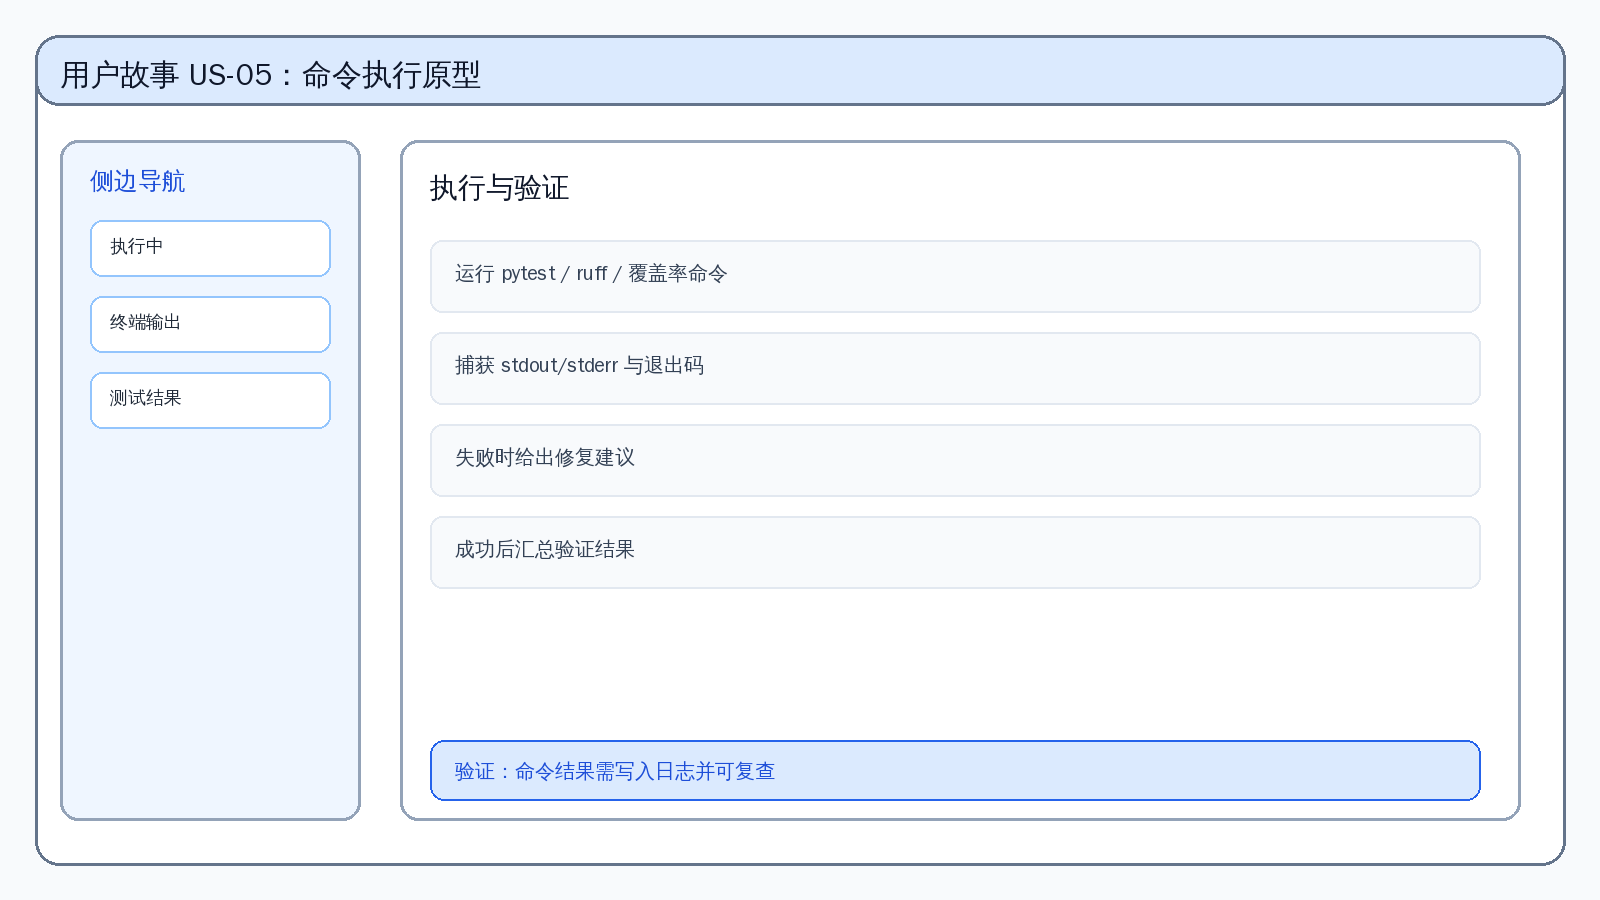 用户故事 US-05：命令执行原型
侧边导航
执行中
终端输出
测试结果
执行与验证
运行 pytest / ruff / 覆盖率命令
捕获 stdout/stderr 与退出码
失败时给出修复建议
成功后汇总验证结果
验证：命令结果需写入日志并可复查